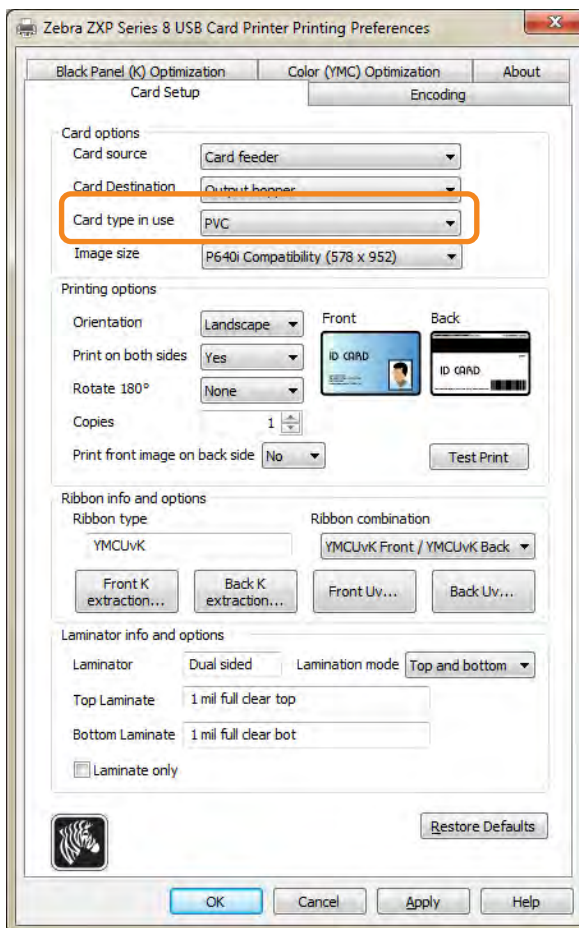 Zebra ZXP Series 8 USB Card Printer Printing Preferences
Black Panel (K) Optimization Color (YMC) Optimization About
Card Setup Encoding
Card options
Card source Card feeder
Card Destination Output hopper
Card type in use PVC
Image size P640i Compatibility (578 x 952)
Printing options
Orientation Landscape Front Back
Print on both sides Yes
ID CARD ID CARD
Rotate 180° None
Copies 1
Print front image on back side No Test Print
Ribbon info and options
Ribbon type Ribbon combination
YMCUvK YMCUvK Front / YMCUvK Back
Front K extraction... Back K extraction... Front Uv... Back Uv...
Laminator info and options
Laminator Dual sided Lamination mode Top and bottom
Top Laminate 1 mil full clear top
Bottom Laminate 1 mil full clear bot
Laminate only
Restore Defaults
OK Cancel Apply Help